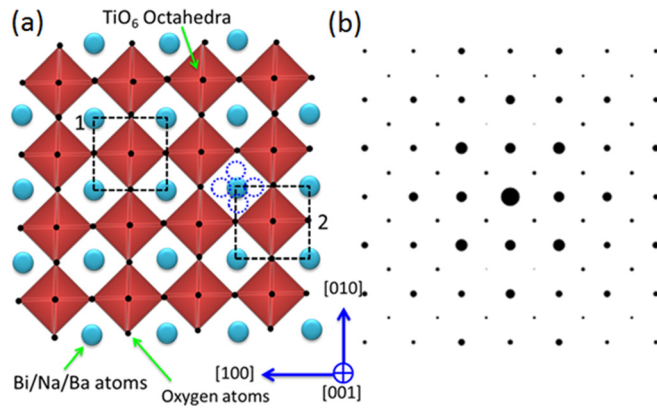 (a)
TiO6 Octahedra
(b)
1
2
[010]
[100]
[001]
Bi/Na/Ba atoms
Oxygen atoms